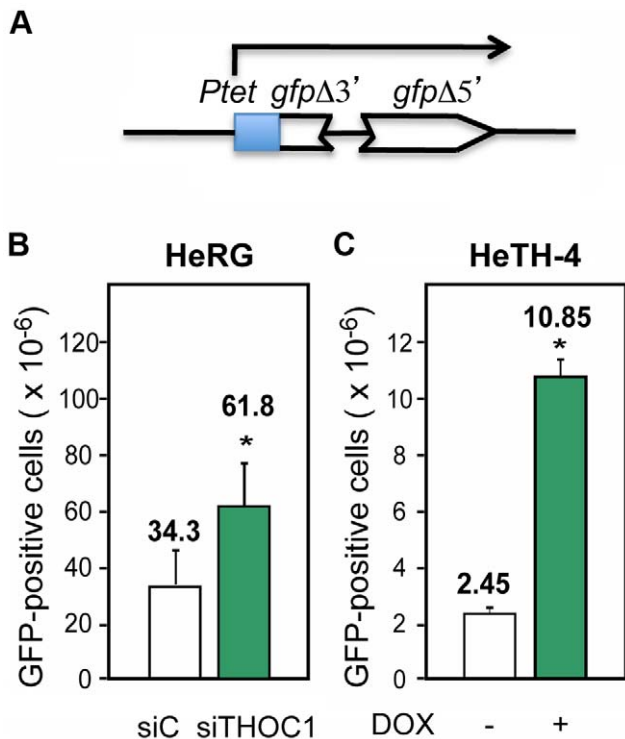 A
Ptet gfpΔ3’ gfpΔ5’
B
HeRG
GFP-positive cells ( x 10⁻⁶)
120
100
80
60
40
20
0
34.3
61.8
*
siC siTHOC1
C
HeTH-4
GFP-positive cells ( x 10⁻⁶)
12
10
8
6
4
2
0
2.45
10.85
*
DOX - +